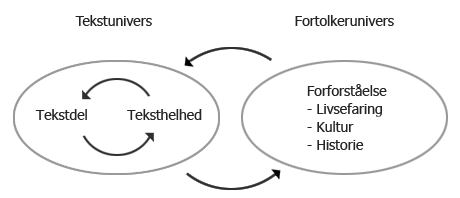 Tekstunivers
Fortolkerunivers
Tekstdel
Teksthelhed
Forforståelse
- Livsefaring
- Kultur
- Historie